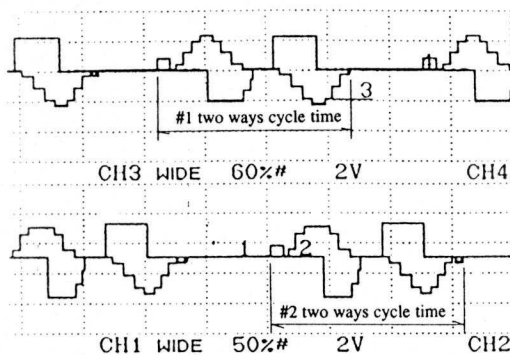 3
#1 two ways cycle time
CH3 WIDE 60%# 2V CH4
1 2
#2 two ways cycle time
CH1 WIDE 50%# 2V CH2